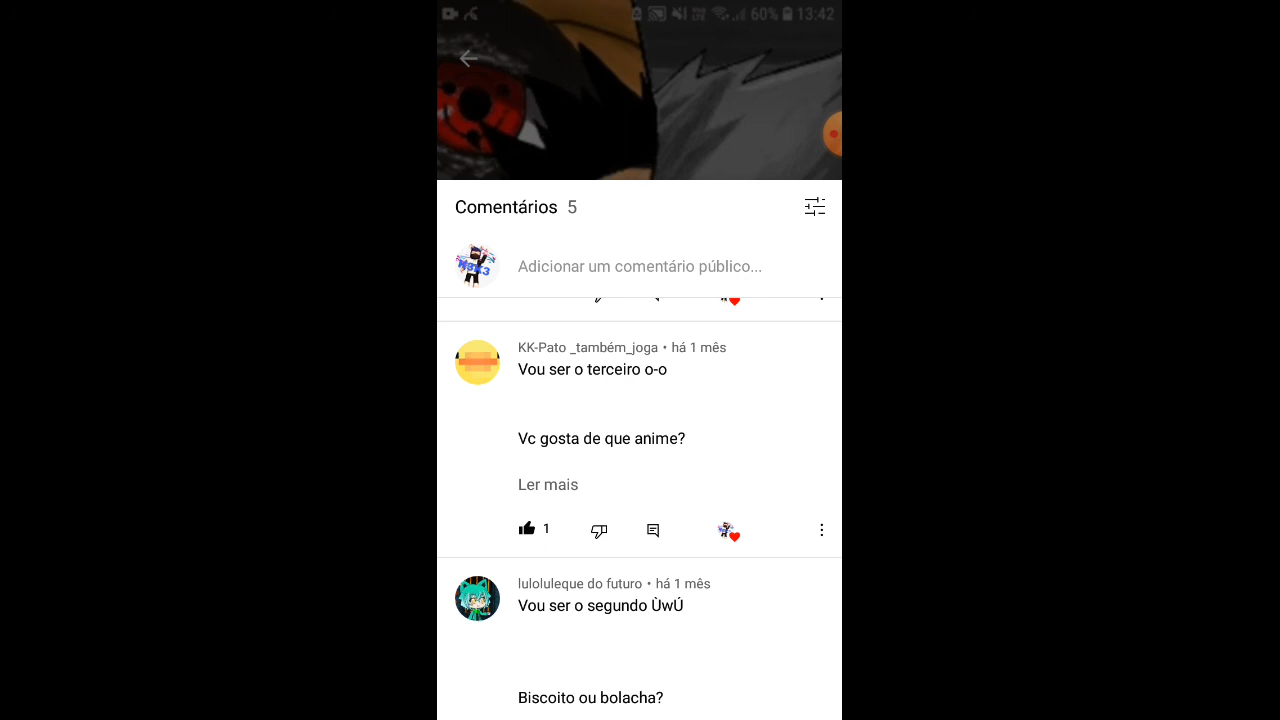 60% 13:42
Comentários 5
Adicionar um comentário público...
KK-Pato _também_joga • há 1 mês
Vou ser o terceiro o-o
Vc gosta de que anime?
Ler mais
1
luloluleque do futuro • há 1 mês
Vou ser o segundo ÙwÚ
Biscoito ou bolacha?